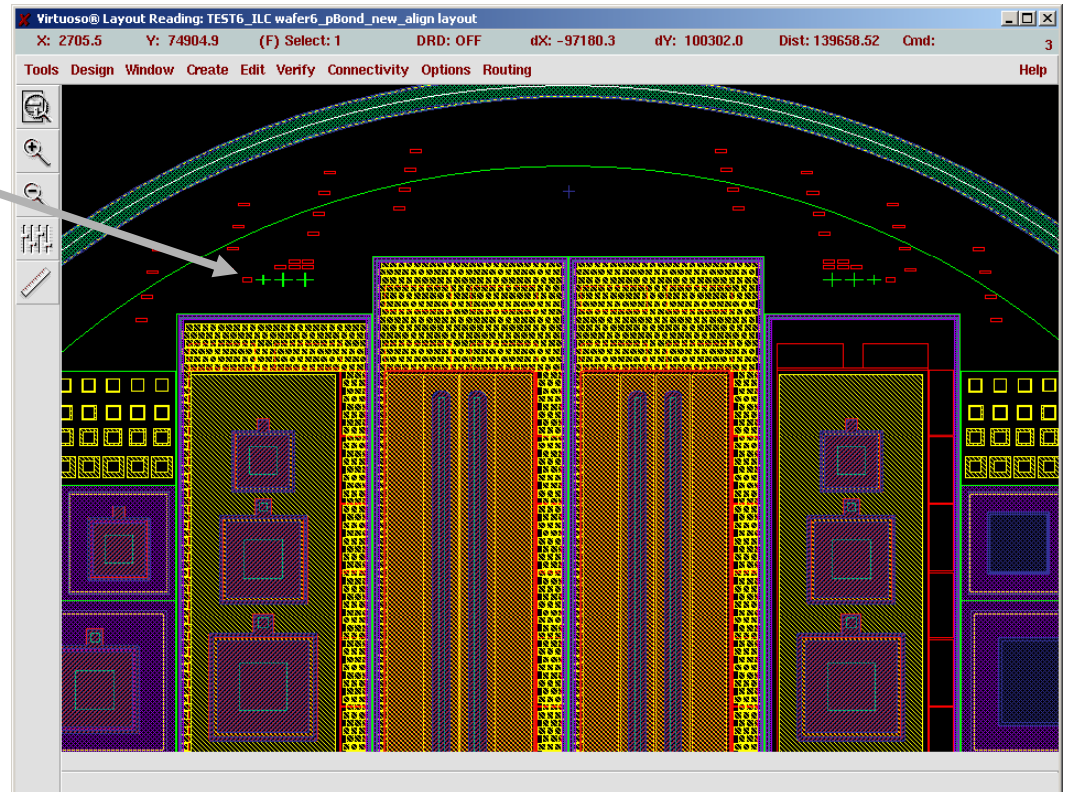 Virtuoso® Layout Reading: TEST6_ILC wafer6_pBond_new_align layout
X: 2705.5 Y: 74904.9 (F) Select: 1 DRD: OFF dX: -97180.3 dY: 100302.0 Dist: 139658.52 Cmd: 3
Tools Design Window Create Edit Verify Connectivity Options Routing Help